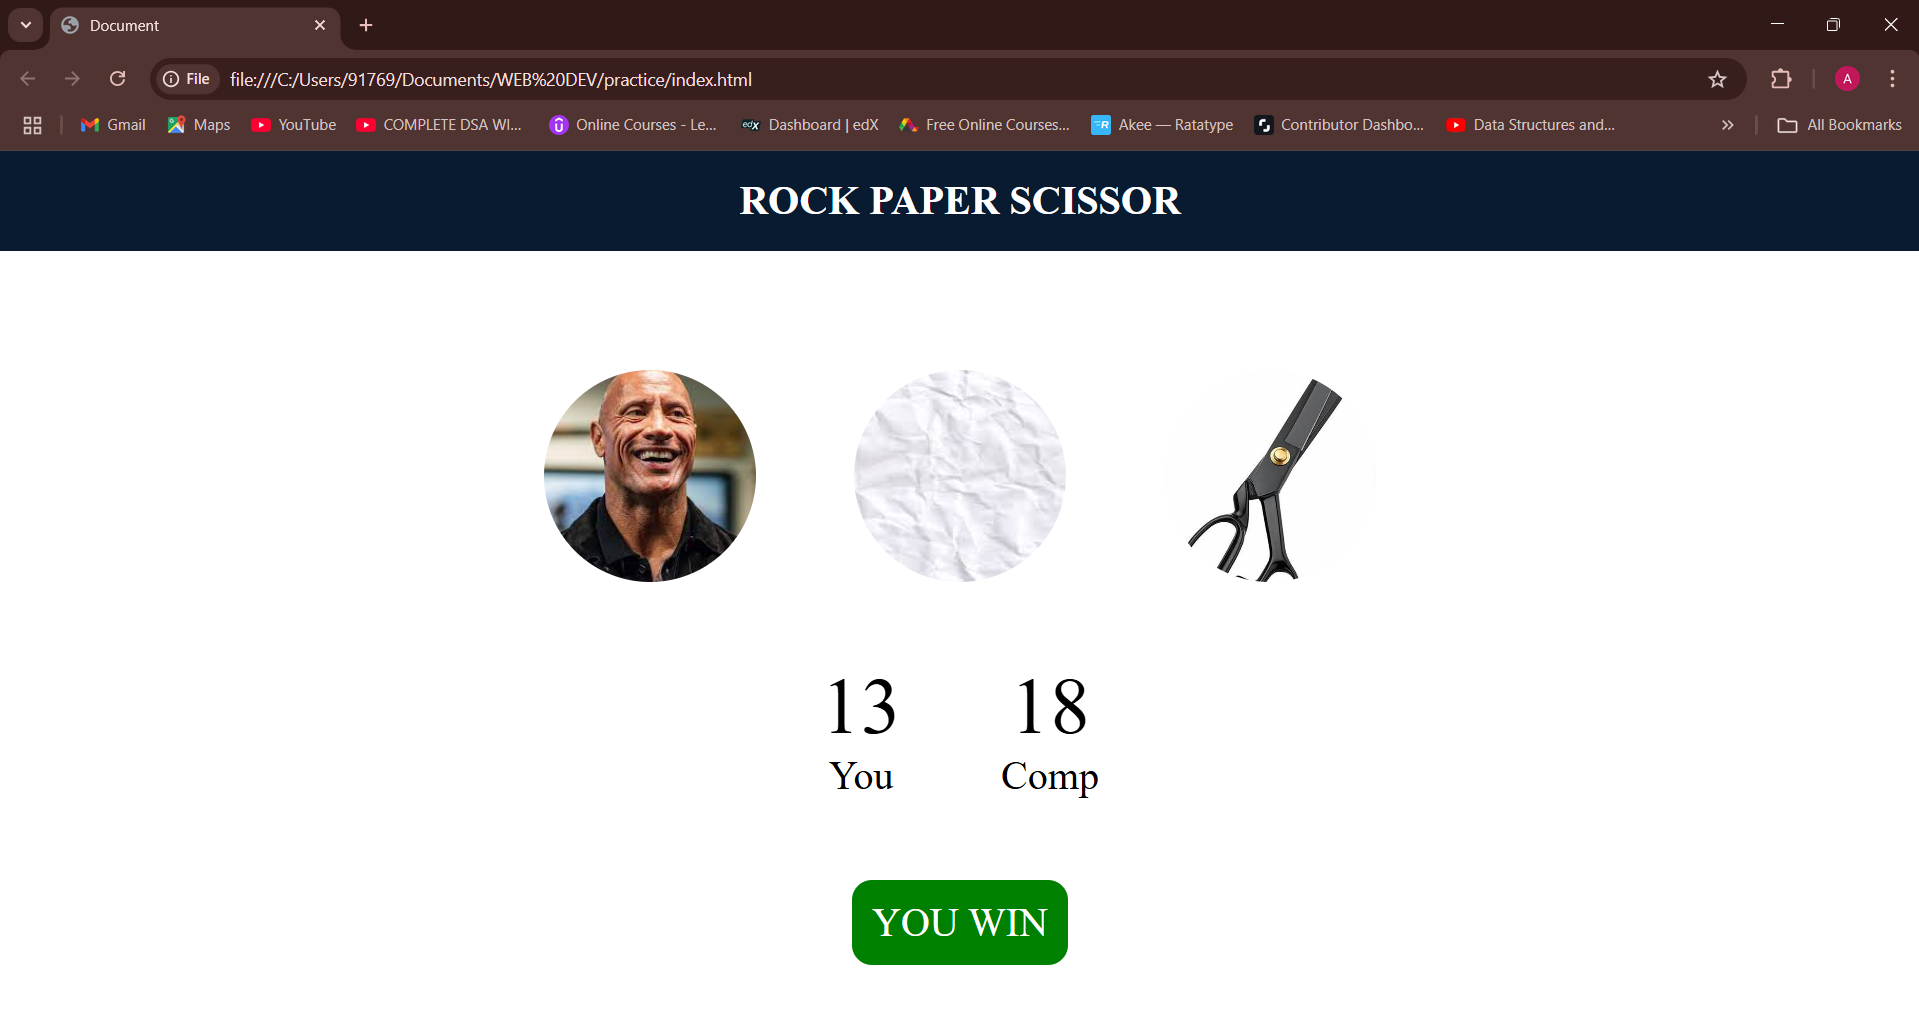 Document
File file:///C:/Users/91769/Documents/WEB%20DEV/practice/index.html A
Gmail Maps YouTube COMPLETE DSA WI... Online Courses - Le... edX Dashboard | edX Free Online Courses... R Akee — Ratatype Contributor Dashbo... Data Structures and... » All Bookmarks
ROCK PAPER SCISSOR
13 18
You Comp
YOU WIN